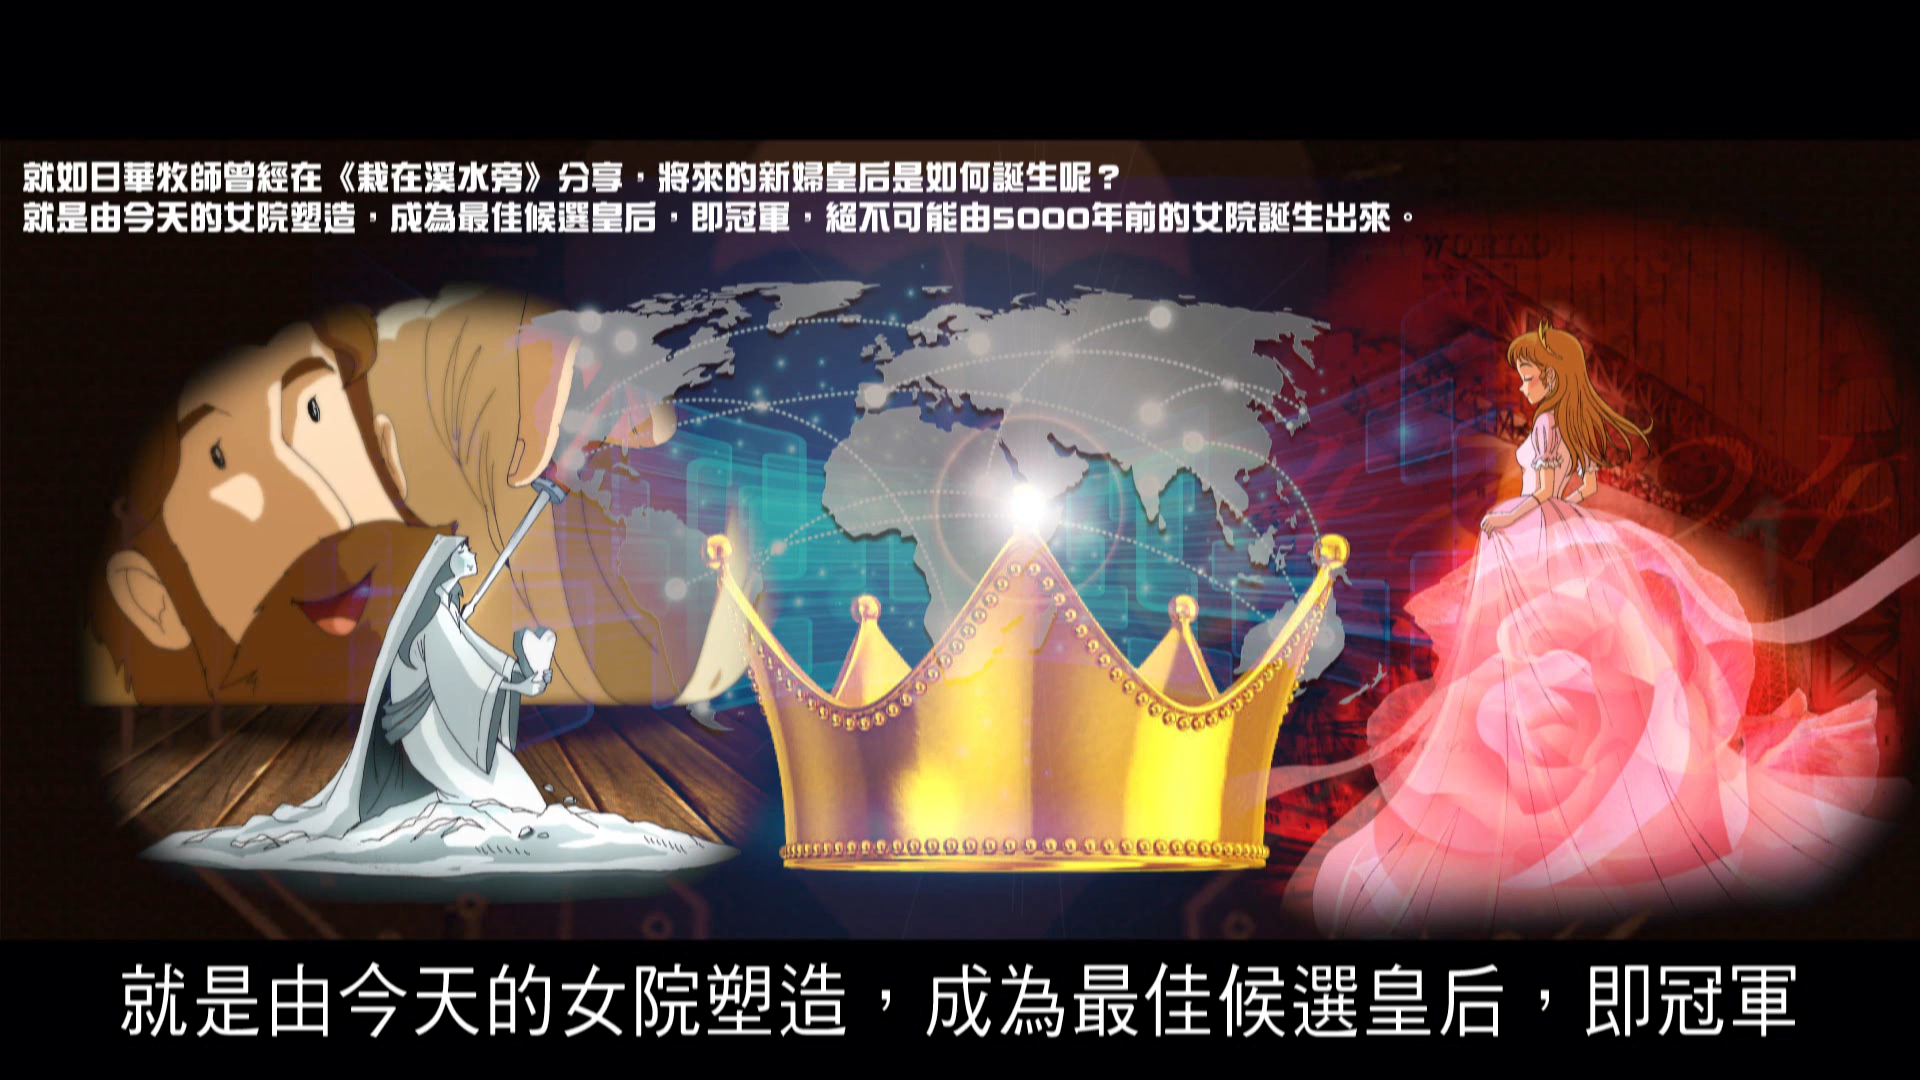 就如日華牧師曾經在《栽在溪水旁》分享，將來的新婦皇后是如何誕生呢？
就是由今天的女院塑造，成為最佳候選皇后，即冠軍，絕不可能由5000年前的女院誕生出來。
WORLD
就是由今天的女院塑造，成為最佳候選皇后，即冠軍